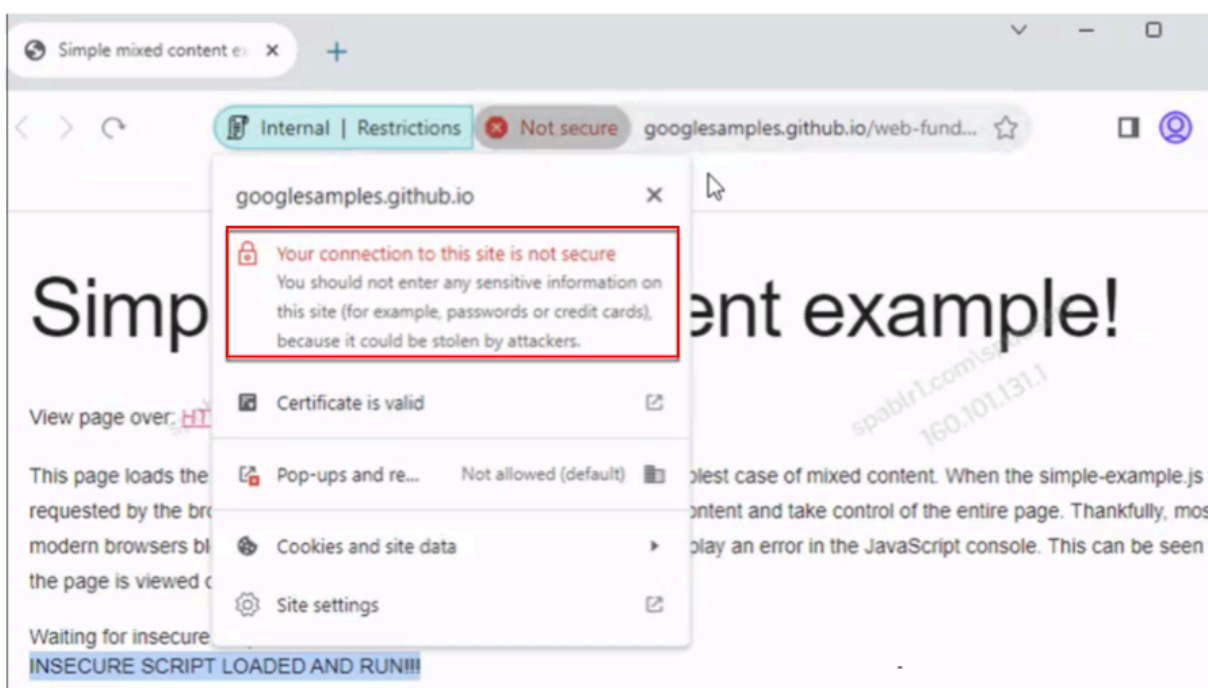 Simple mixed content ex
Internal | Restrictions Not secure googlesamples.github.io/web-fund...
googlesamples.github.io
Your connection to this site is not secure
You should not enter any sensitive information on
this site (for example, passwords or credit cards),
because it could be stolen by attackers.
Certificate is valid
Pop-ups and re... Not allowed (default)
Cookies and site data
Site settings
Simp ent example!
View page over: HT
This page loads the plest case of mixed content. When the simple-example.js
requested by the bro ontent and take control of the entire page. Thankfully, mos
modern browsers bl play an error in the JavaScript console. This can be seen
the page is viewed
Waiting for insecure
INSECURE SCRIPT LOADED AND RUN!!!!
160.101.131.1